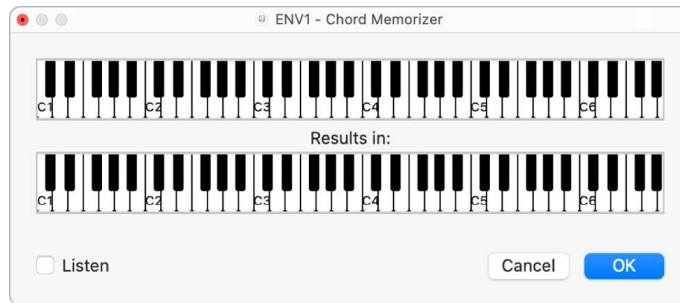 ENV1 - Chord Memorizer
C1 C2 C3 C4 C5 C6
Results in:
C1 C2 C3 C4 C5 C6
Listen Cancel OK